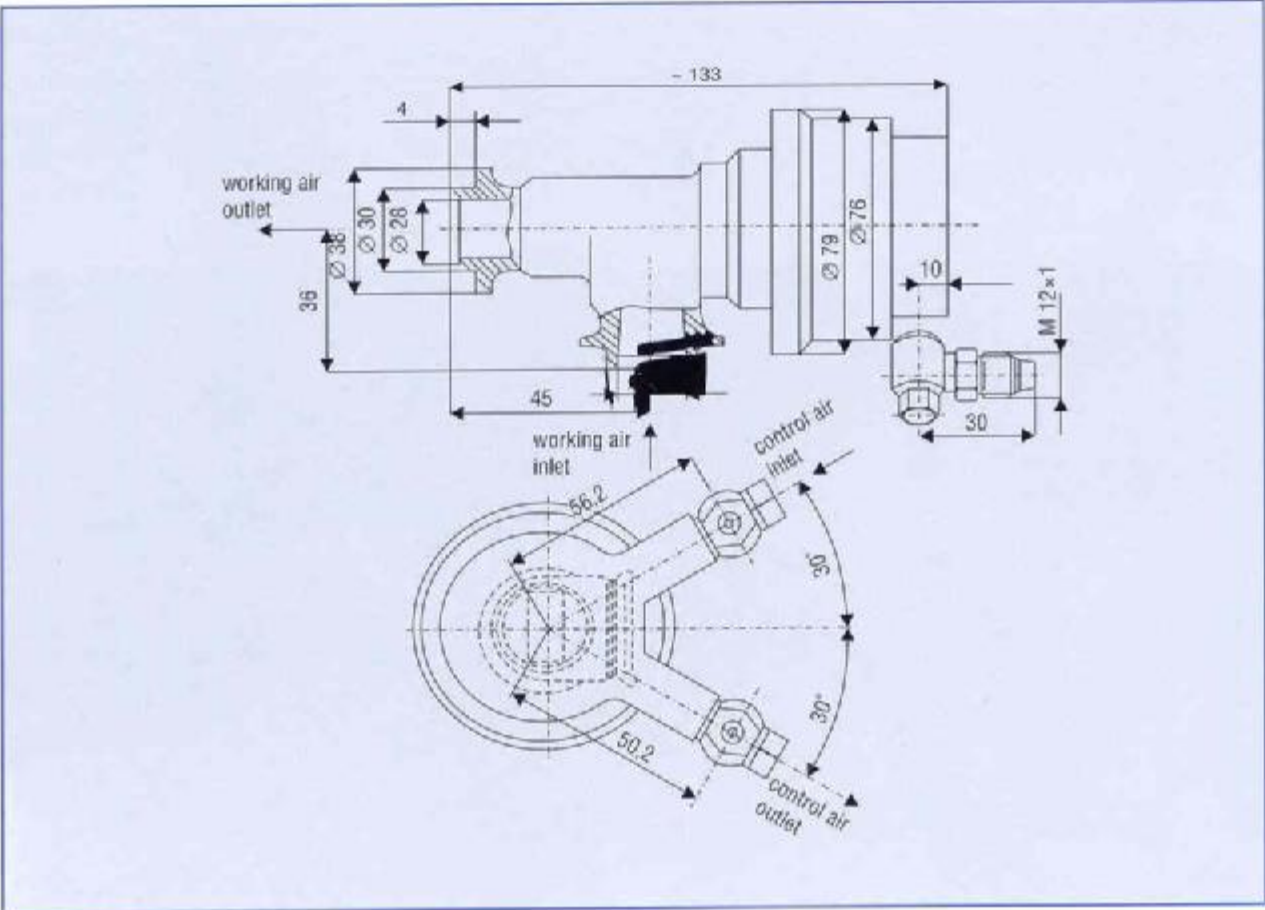 ~ 133
4
working air
outlet
Ø 38
Ø 30
Ø 28
36
Ø 79
Ø 76
10
M 12×1
45
30
working air
inlet
control air
inlet
56.2
30°
30°
50.2
control air
outlet